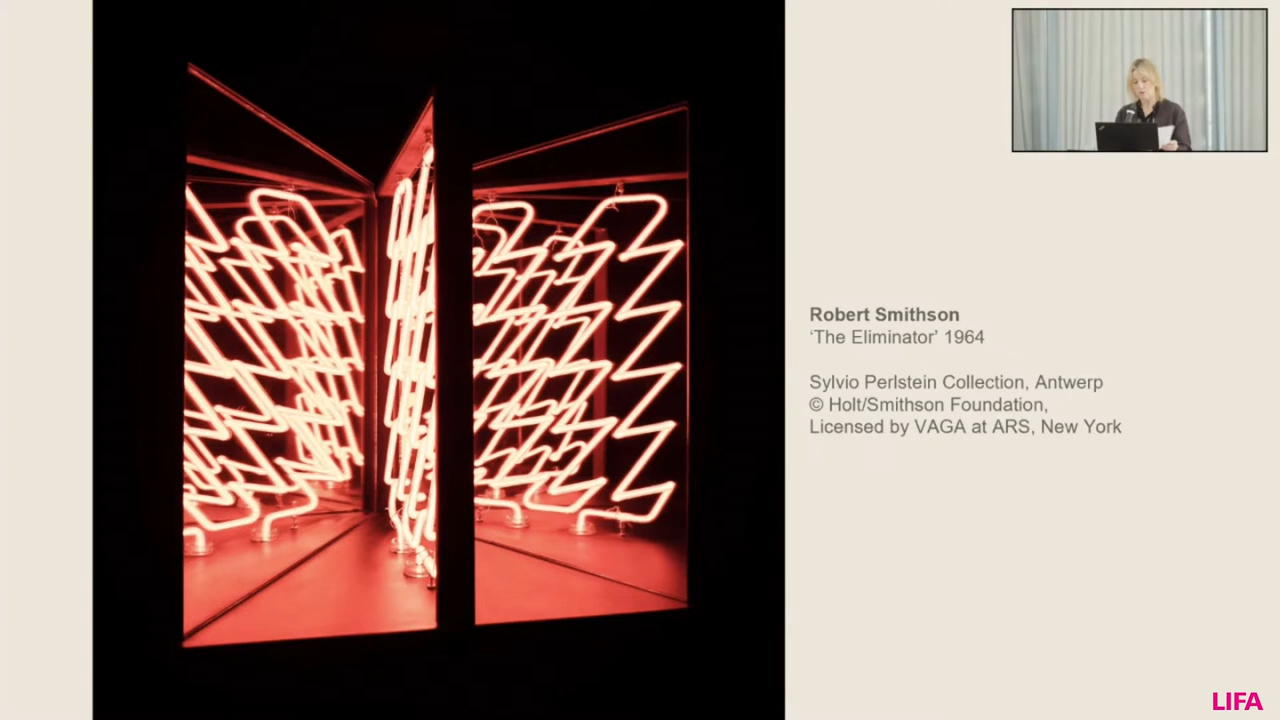 Robert Smithson
‘The Eliminator’ 1964
Sylvio Perlstein Collection, Antwerp
© Holt/Smithson Foundation,
Licensed by VAGA at ARS, New York
LIFA